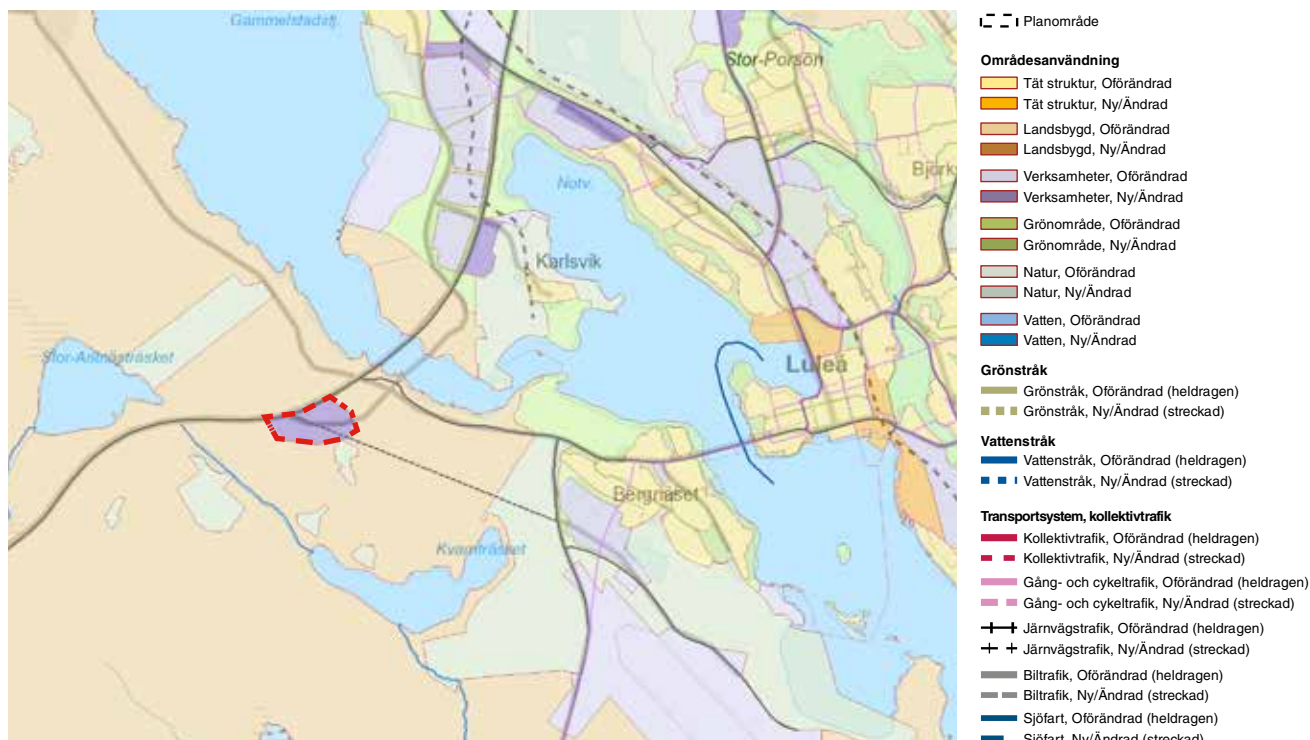 Gammelstadsfj.
Stor-Porsön
Björks
Notv.
Karlsvik
Stor-Antnästräsket
Luleå
Bergnäset
Kvarnträsket
Planområde
Områdesanvändning
Tät struktur, Oförändrad
Tät struktur, Ny/Ändrad
Landsbygd, Oförändrad
Landsbygd, Ny/Ändrad
Verksamheter, Oförändrad
Verksamheter, Ny/Ändrad
Grönområde, Oförändrad
Grönområde, Ny/Ändrad
Natur, Oförändrad
Natur, Ny/Ändrad
Vatten, Oförändrad
Vatten, Ny/Ändrad
Grönstråk
Grönstråk, Oförändrad (heldragen)
Grönstråk, Ny/Ändrad (streckad)
Vattenstråk
Vattenstråk, Oförändrad (heldragen)
Vattenstråk, Ny/Ändrad (streckad)
Transportsystem, kollektivtrafik
Kollektivtrafik, Oförändrad (heldragen)
Kollektivtrafik, Ny/Ändrad (streckad)
Gång- och cykeltrafik, Oförändrad (heldragen)
Gång- och cykeltrafik, Ny/Ändrad (streckad)
Järnvägstrafik, Oförändrad (heldragen)
Järnvägstrafik, Ny/Ändrad (streckad)
Biltrafik, Oförändrad (heldragen)
Biltrafik, Ny/Ändrad (streckad)
Sjöfart, Oförändrad (heldragen)
Sjöfart, Ny/Ändrad (streckad)